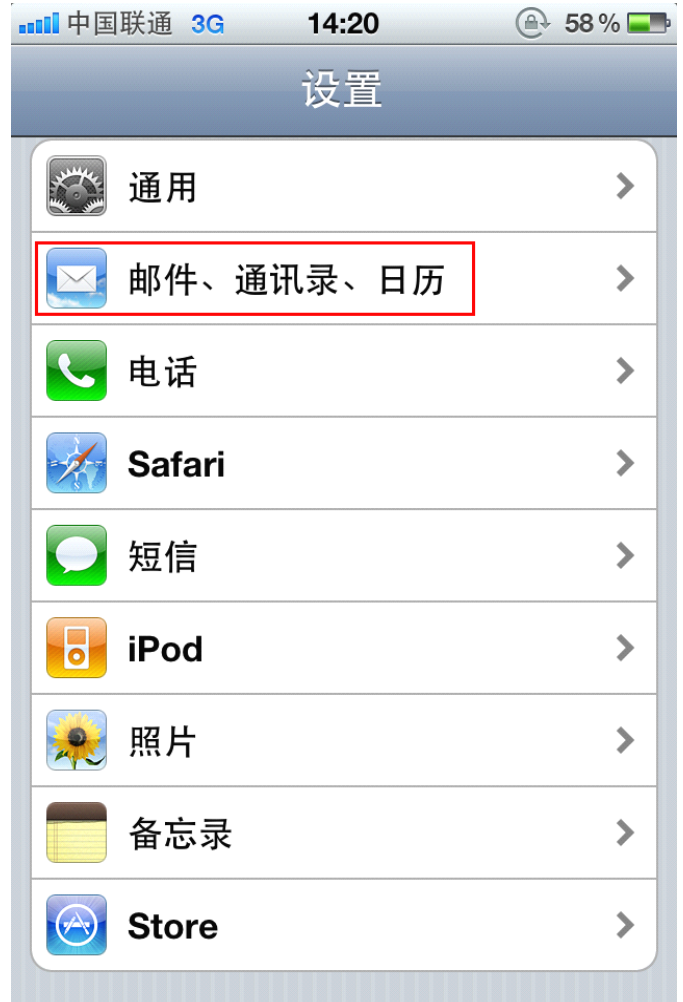 中国联通 3G 14:20 58%
设置
通用
邮件、通讯录、日历
电话
Safari
短信
iPod
照片
备忘录
Store